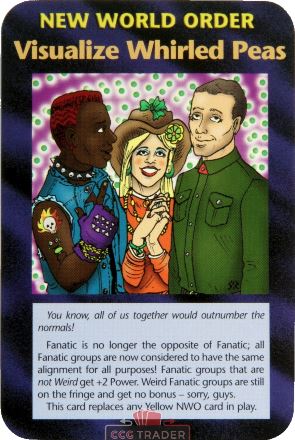 NEW WORLD ORDER
Visualize Whirled Peas
SR
You know, all of us together would outnumber the
normals!
Fanatic is no longer the opposite of Fanatic; all
Fanatic groups are now considered to have the same
alignment for all purposes! Fanatic groups that are
not Weird get +2 Power. Weird Fanatic groups are still
on the fringe and get no bonus – sorry, guys.
This card replaces any Yellow NWO card in play.
CCG TRADER